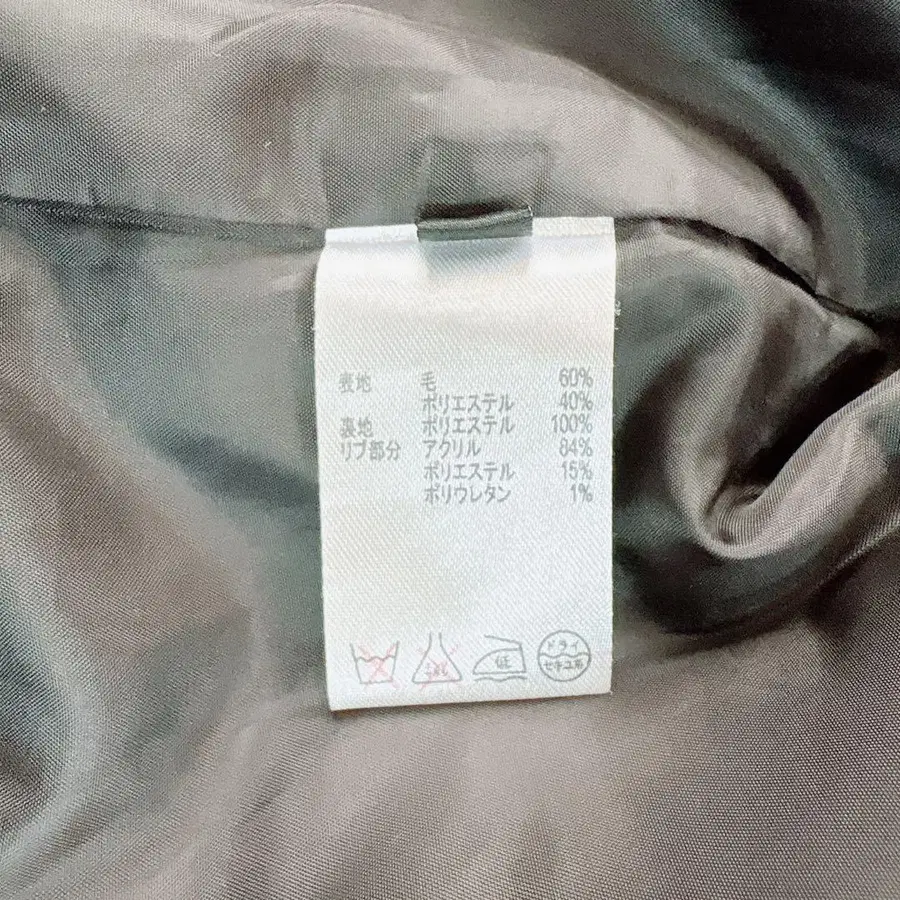 表地 毛 60%
ポリエステル 40%
裏地 ポリエステル 100%
リブ部分 アクリル 84%
ポリエステル 15%
ポリウレタン 1%
低
ドライ
セキユ系